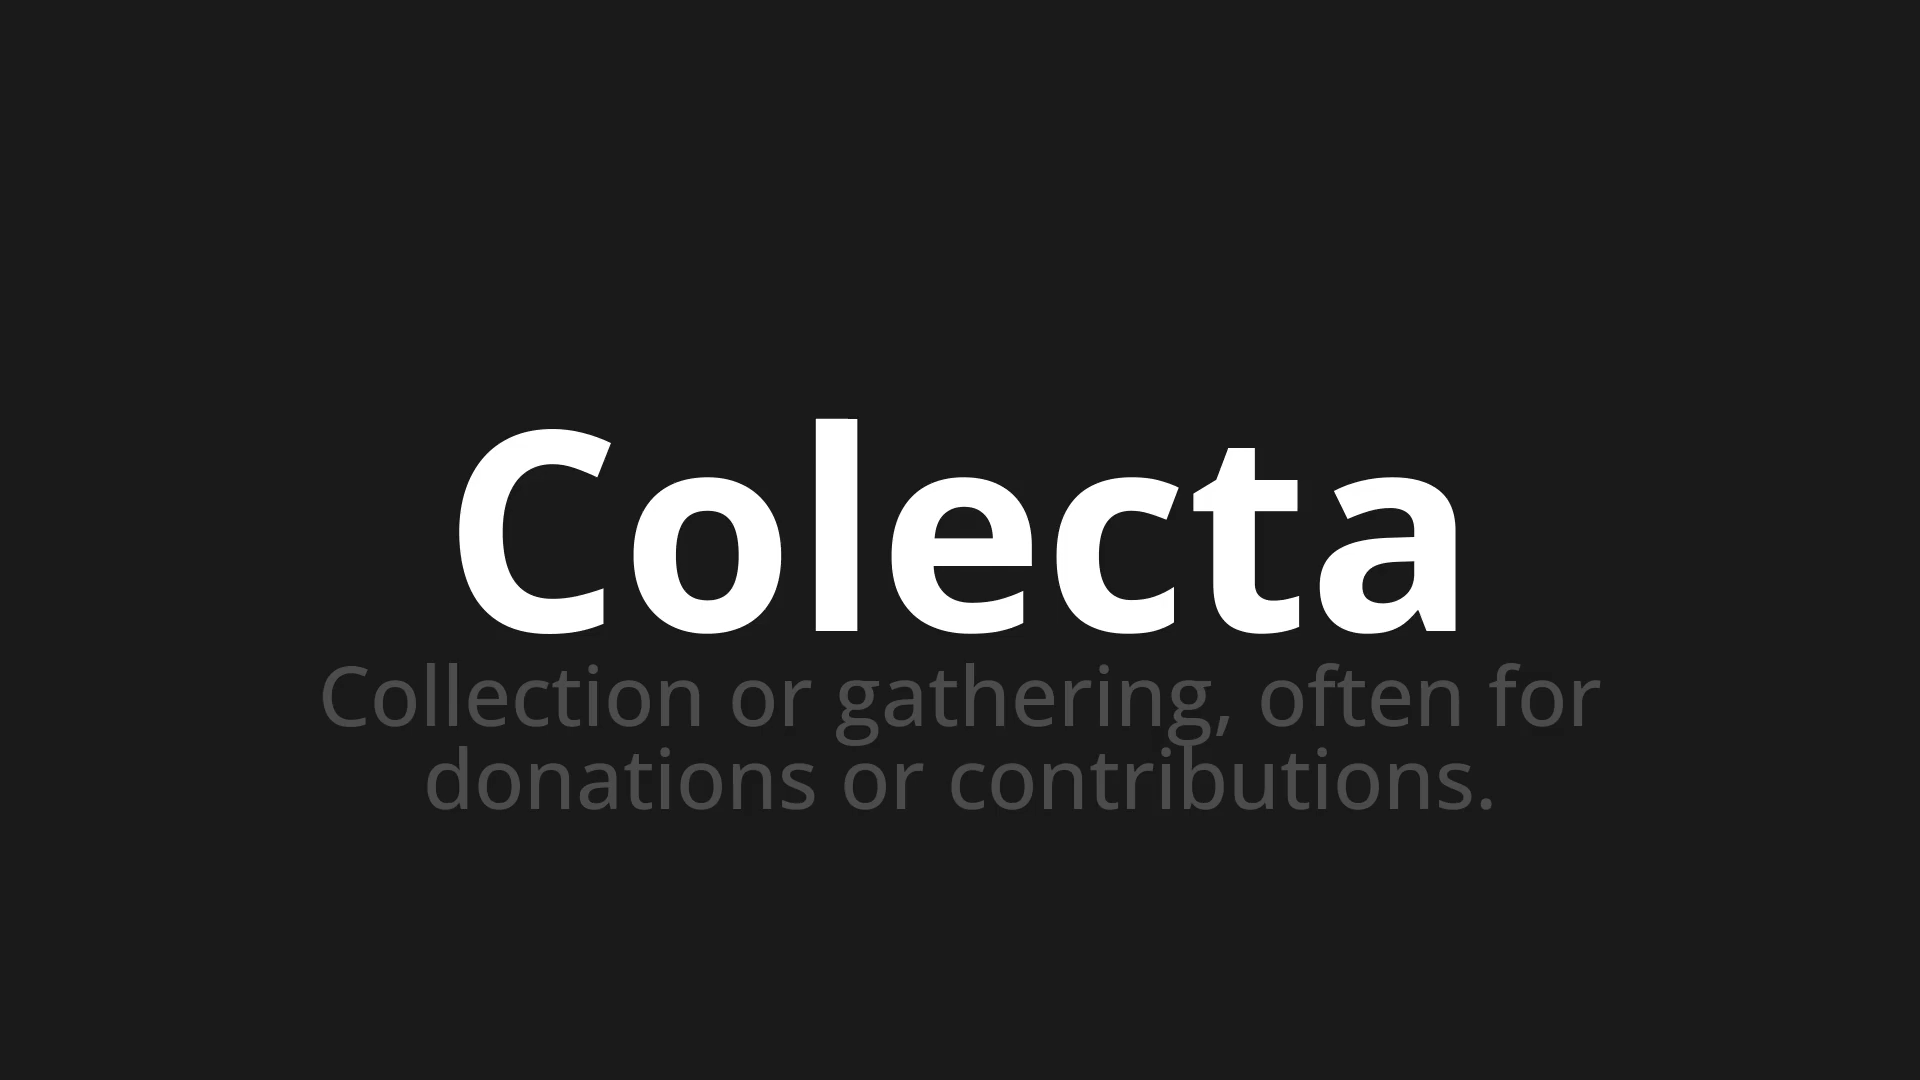 Colecta
Collection or gathering, often for
donations or contributions.